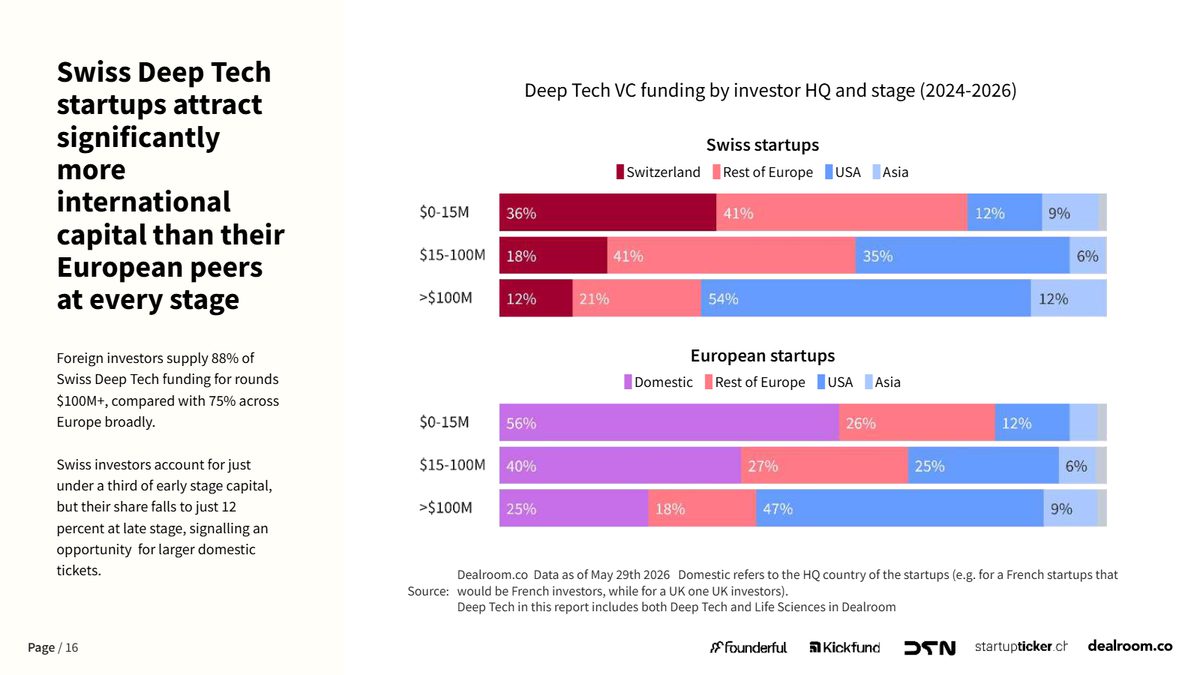 Swiss Deep Tech
startups attract
significantly
more
international
capital than their
European peers
at every stage
Foreign investors supply 88% of
Swiss Deep Tech funding for rounds
$100M+, compared with 75% across
Europe broadly.
Swiss investors account for just
under a third of early stage capital,
but their share falls to just 12
percent at late stage, signalling an
opportunity for larger domestic
tickets.
Page / 16
Deep Tech VC funding by investor HQ and stage (2024-2026)
Swiss startups
Switzerland Rest of Europe USA Asia
$0-15M 36% 41% 12% 9%
$15-100M 18% 41% 35% 6%
>$100M 12% 21% 54% 12%
European startups
Domestic Rest of Europe USA Asia
$0-15M 56% 26% 12%
$15-100M 40% 27% 25% 6%
>$100M 25% 18% 47% 9%
Dealroom.co Data as of May 29th 2026 Domestic refers to the HQ country of the startups (e.g. for a French startups that
Source: would be French investors, while for a UK one UK investors).
Deep Tech in this report includes both Deep Tech and Life Sciences in Dealroom
founderful Kickfund DTN startupticker.ch dealroom.co